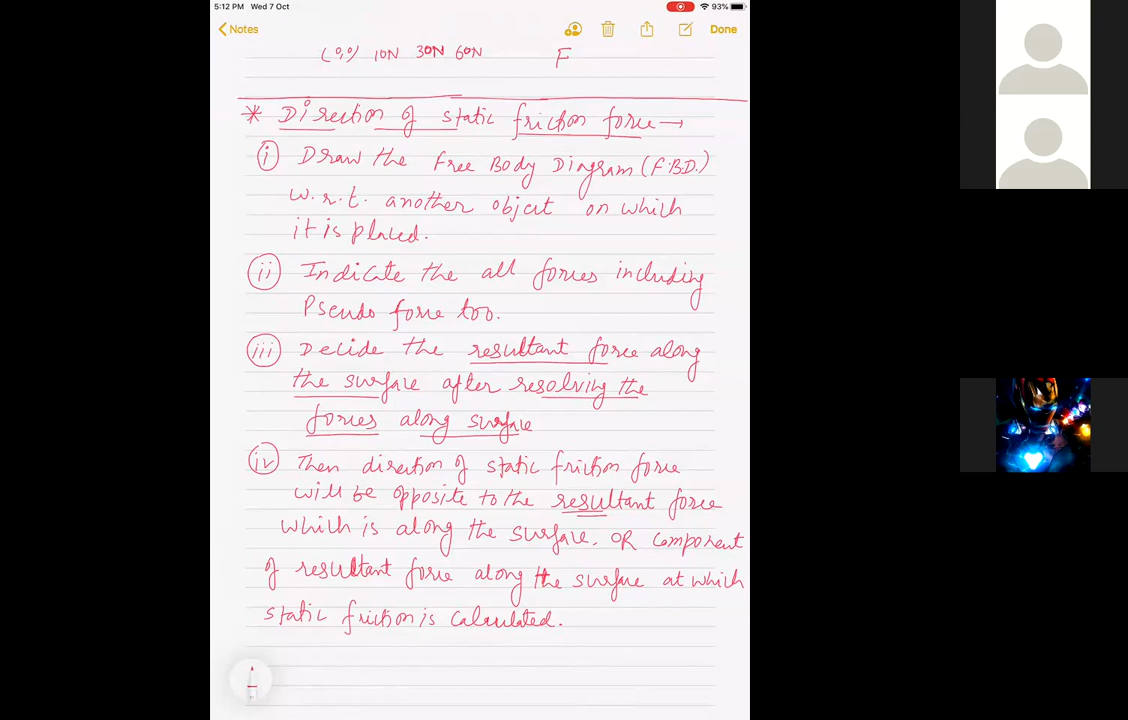 5:12 PM Wed 7 Oct
93%
Notes
Done
(0,0) 10N 30N 60N F
* Direction of static friction force →
(i) Draw the Free Body Diagram (F.B.D.)
w.r.t. another object on which
it is placed.
(ii) Indicate the all forces including
Pseudo force too.
(iii) Decide the resultant force along
the surface after resolving the
forces along surface
(iv) Then direction of static friction force
will be opposite to the resultant force
which is along the surface. OR component
of resultant force along the surface at which
static friction is calculated.